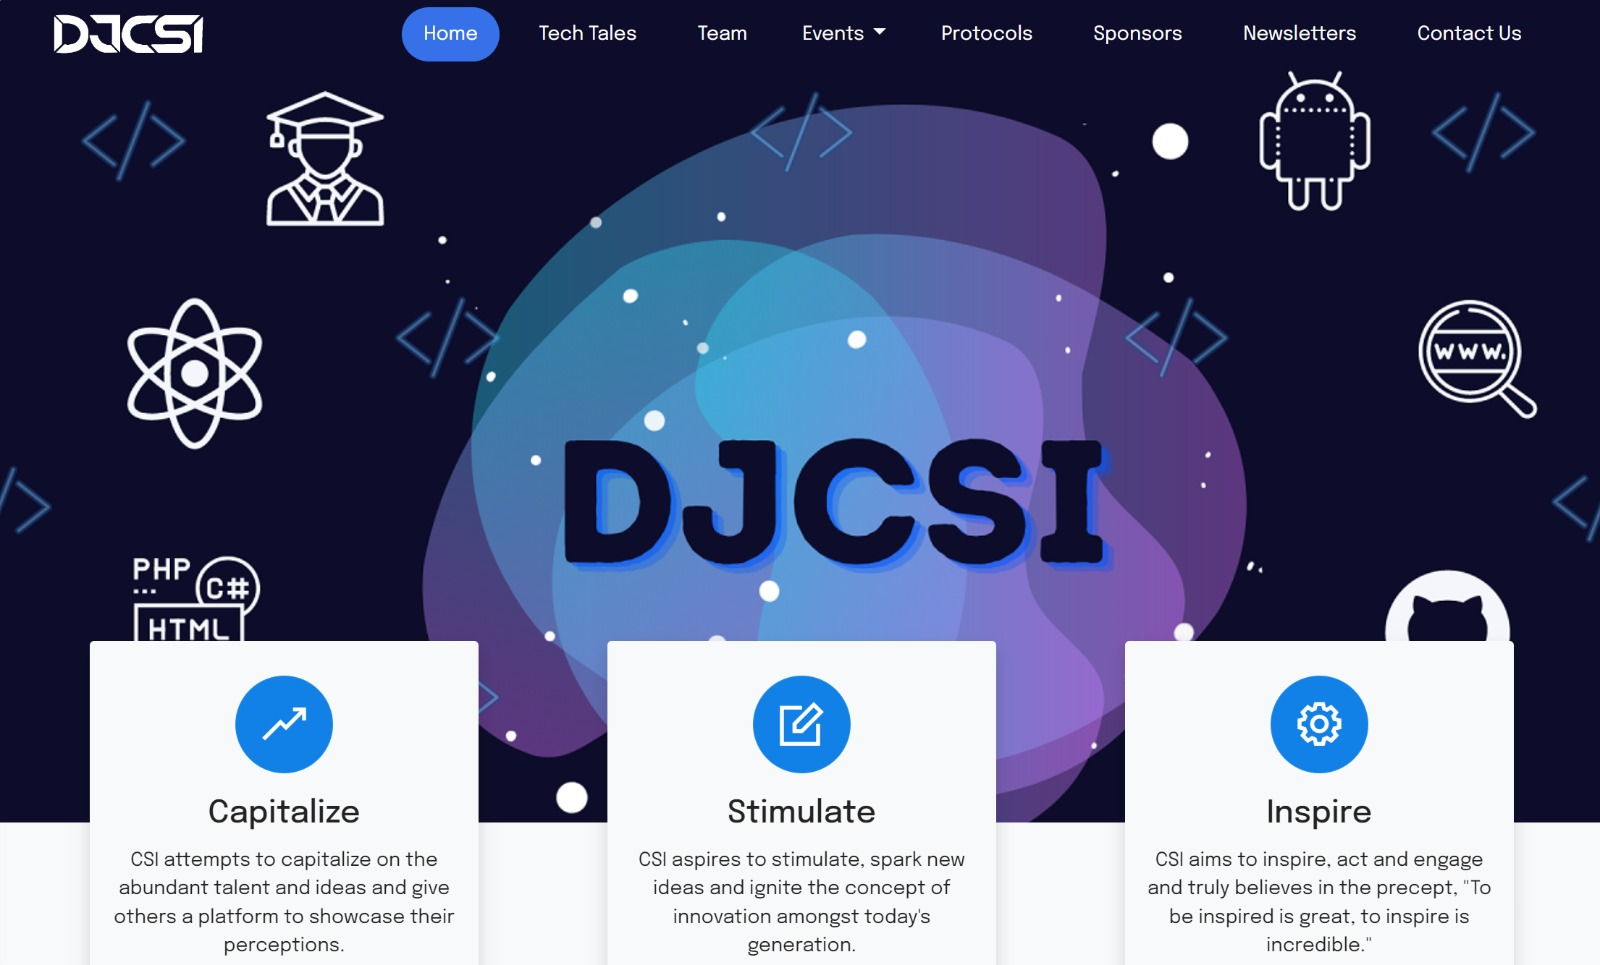 DJCSI
Home
Tech Tales
Team
Events
Protocols
Sponsors
Newsletters
Contact Us
</>
</>
</>
</>
</>
WWW.
DJCSI
PHP
C#
HTML
Capitalize
CSI attempts to capitalize on the
abundant talent and ideas and give
others a platform to showcase their
perceptions.
Stimulate
CSI aspires to stimulate, spark new
ideas and ignite the concept of
innovation amongst today's
generation.
Inspire
CSI aims to inspire, act and engage
and truly believes in the precept, "To
be inspired is great, to inspire is
incredible."